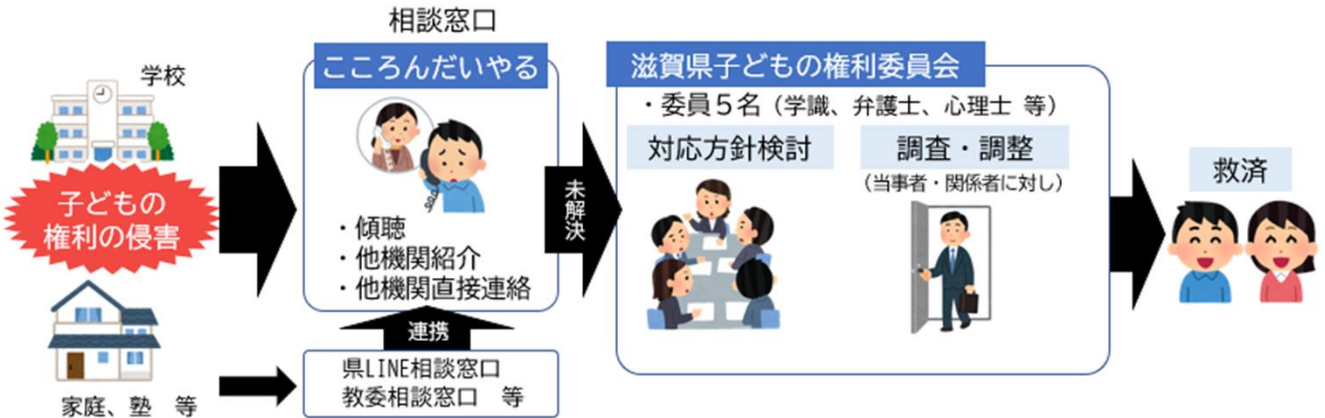 学校
子どもの
権利の侵害
家庭、塾 等
相談窓口
こころんだいやる
・傾聴
・他機関紹介
・他機関直接連絡
連携
県LINE相談窓口
教委相談窓口 等
未解決
滋賀県子どもの権利委員会
・委員５名（学識、弁護士、心理士 等）
対応方針検討
調査・調整
（当事者・関係者に対し）
救済